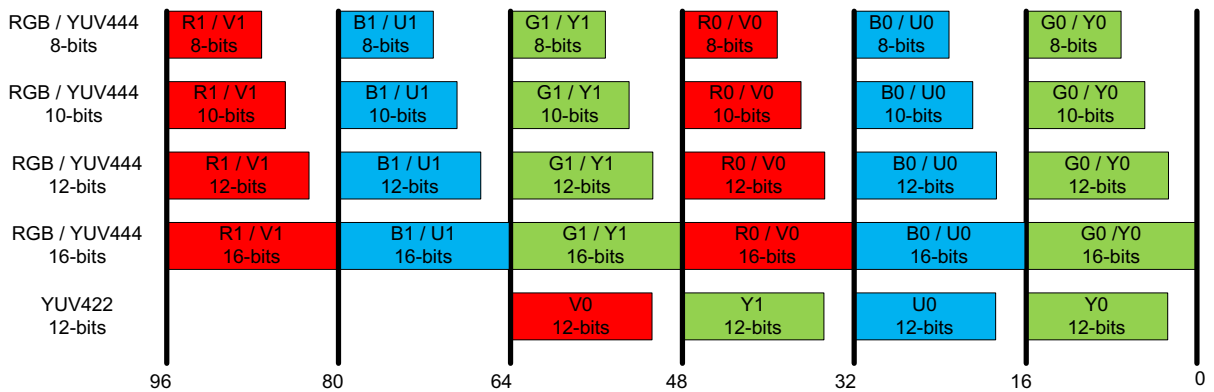 RGB / YUV444
8-bits
R1 / V1
8-bits
B1 / U1
8-bits
G1 / Y1
8-bits
R0 / V0
8-bits
B0 / U0
8-bits
G0 / Y0
8-bits
RGB / YUV444
10-bits
R1 / V1
10-bits
B1 / U1
10-bits
G1 / Y1
10-bits
R0 / V0
10-bits
B0 / U0
10-bits
G0 / Y0
10-bits
RGB / YUV444
12-bits
R1 / V1
12-bits
B1 / U1
12-bits
G1 / Y1
12-bits
R0 / V0
12-bits
B0 / U0
12-bits
G0 / Y0
12-bits
RGB / YUV444
16-bits
R1 / V1
16-bits
B1 / U1
16-bits
G1 / Y1
16-bits
R0 / V0
16-bits
B0 / U0
16-bits
G0 /Y0
16-bits
YUV422
12-bits
V0
12-bits
Y1
12-bits
U0
12-bits
Y0
12-bits
96 80 64 48 32 16 0